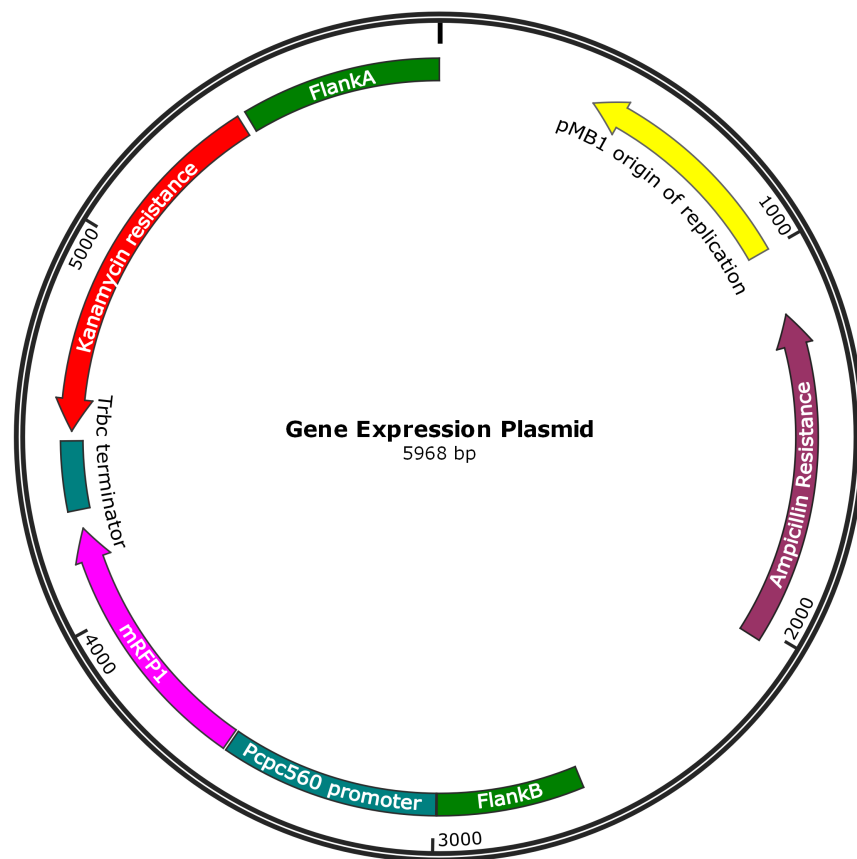 FlankA
pMB1 origin of replication
1000
Kanamycin resistance
5000
Ampicillin Resistance
Trbc terminator
Gene Expression Plasmid
5968 bp
2000
mRFP1
4000
Pcpc560 promoter
FlankB
3000